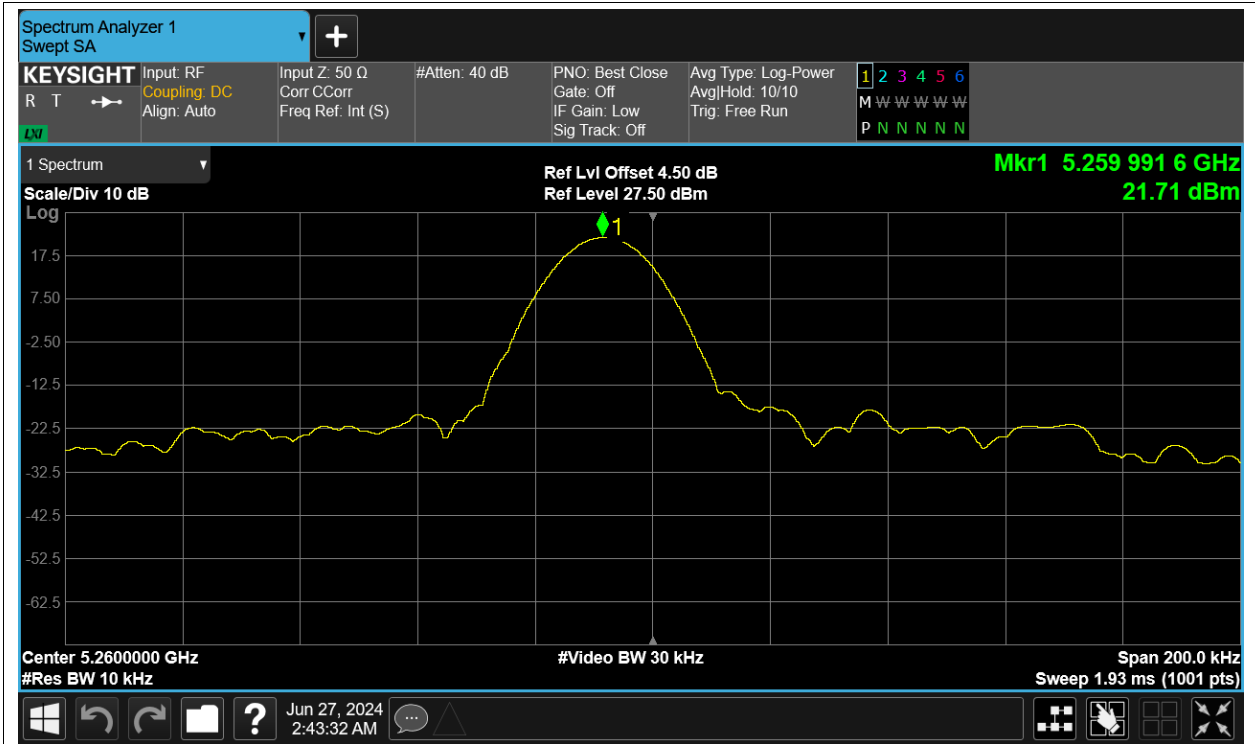 Spectrum Analyzer 1
Swept SA
KEYSIGHT
R T
LXI
Input: RF
Coupling: DC
Align: Auto
Input Z: 50 Ω
Corr CCorr
Freq Ref: Int (S)
#Atten: 40 dB
PNO: Best Close
Gate: Off
IF Gain: Low
Sig Track: Off
Avg Type: Log-Power
Avg|Hold: 10/10
Trig: Free Run
1 2 3 4 5 6
M W W W W W
P N N N N N
1 Spectrum
Scale/Div 10 dB
Log
Ref Lvl Offset 4.50 dB
Ref Level 27.50 dBm
Mkr1 5.259 991 6 GHz
21.71 dBm
1
17.5
7.50
-2.50
-12.5
-22.5
-32.5
-42.5
-52.5
-62.5
Center 5.2600000 GHz
#Res BW 10 kHz
#Video BW 30 kHz
Span 200.0 kHz
Sweep 1.93 ms (1001 pts)
?
Jun 27, 2024
2:43:32 AM